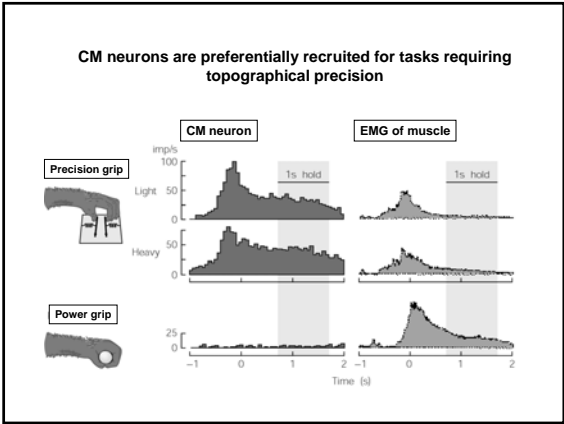 CM neurons are preferentially recruited for tasks requiring
topographical precision
CM neuron
EMG of muscle
imp/s
Precision grip
100
50
0
Light
1s hold
1s hold
Heavy
50
0
Power grip
25
0
−1 0 1 2 −1 0 1 2
Time (s)